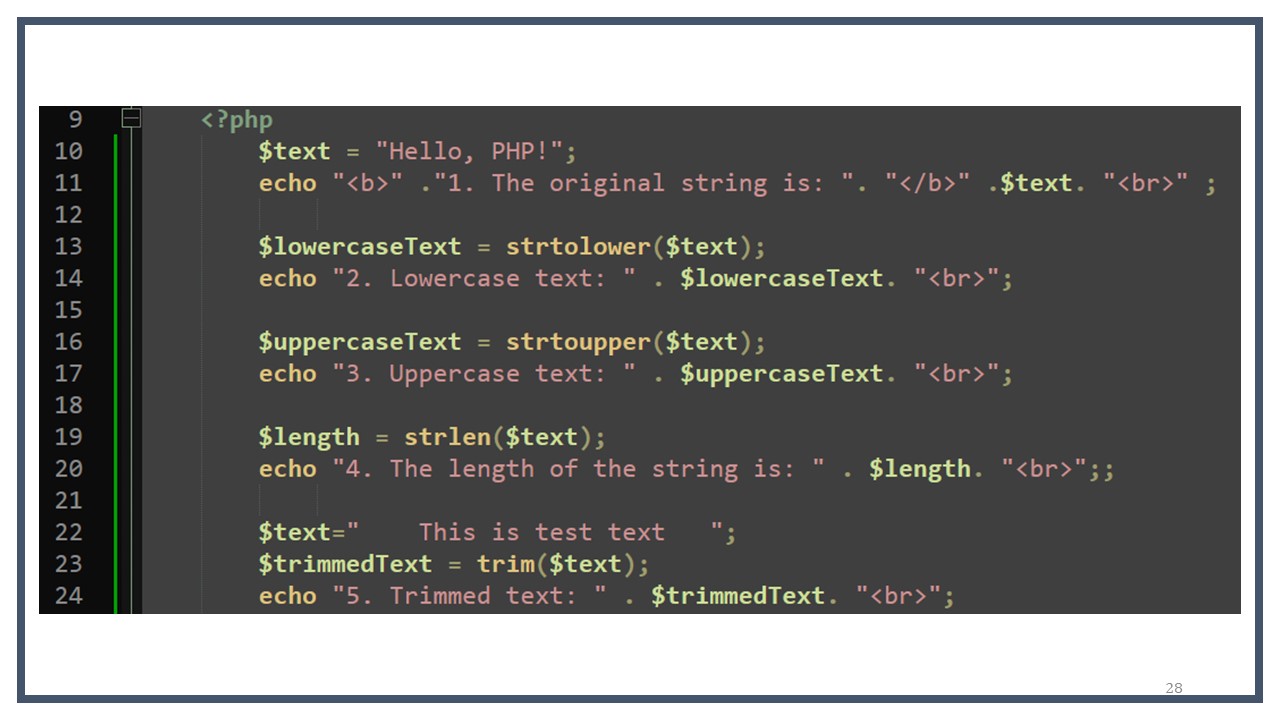 9 <?php
10 $text = "Hello, PHP!";
11 echo "<b>" ."1. The original string is: ". "</b>" .$text. "<br>" ;
12
13 $lowercaseText = strtolower($text);
14 echo "2. Lowercase text: " . $lowercaseText. "<br>";
15
16 $uppercaseText = strtoupper($text);
17 echo "3. Uppercase text: " . $uppercaseText. "<br>";
18
19 $length = strlen($text);
20 echo "4. The length of the string is: " . $length. "<br>";;
21
22 $text="    This is test text   ";
23 $trimmedText = trim($text);
24 echo "5. Trimmed text: " . $trimmedText. "<br>";
28